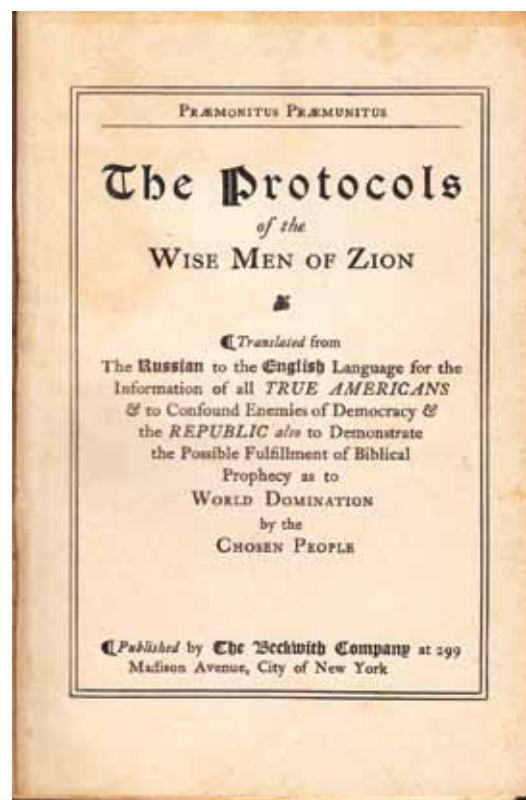 PRÆMONITUS PRÆMUNITUS
The Protocols
of the
WISE MEN OF ZION
Translated from
The Russian to the English Language for the
Information of all TRUE AMERICANS
& to Confound Enemies of Democracy &
the REPUBLIC also to Demonstrate
the Possible Fulfillment of Biblical
Prophecy as to
WORLD DOMINATION
by the
CHOSEN PEOPLE
Published by The Beckwith Company at 299
Madison Avenue, City of New York